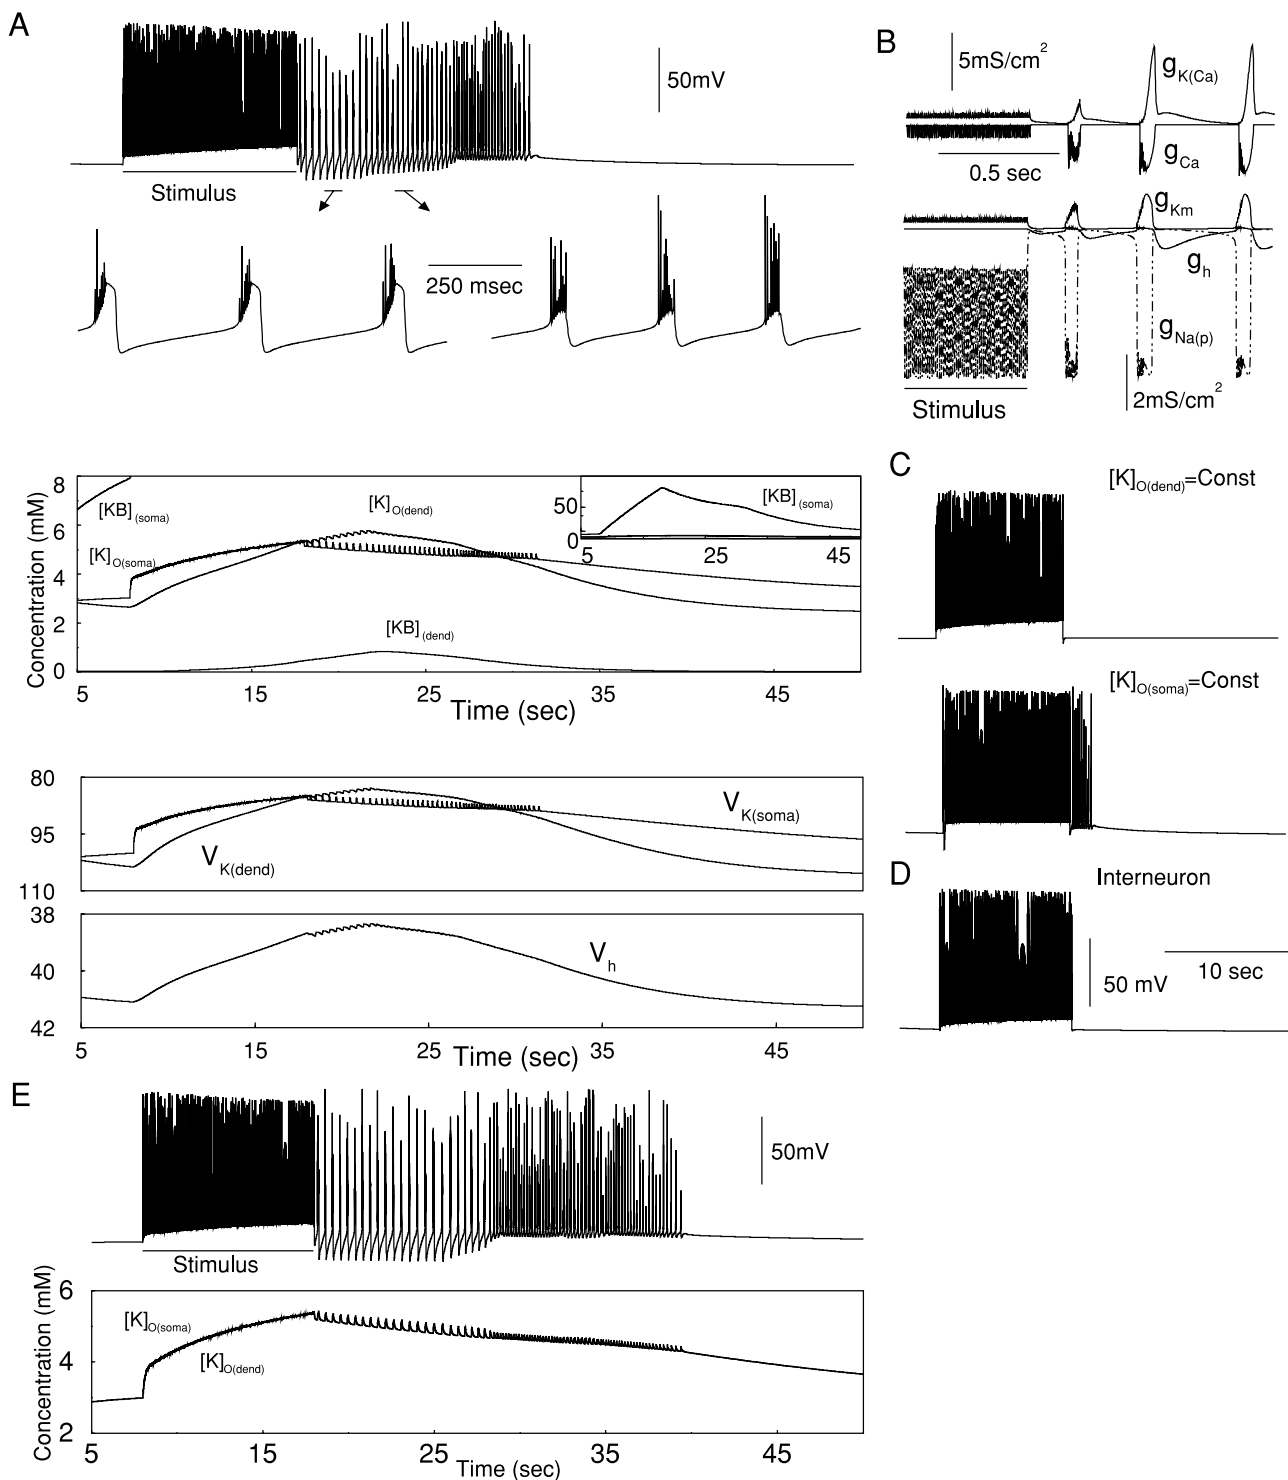 A
50mV
Stimulus
250 msec
B
5mS/cm2
gK(Ca)
gCa
0.5 sec
gKm
gh
gNa(p)
2mS/cm2
Stimulus
Concentration (mM)
8
6
4
2
0
[KB](soma)
[K]O(soma)
[K]O(dend)
[KB](dend)
50
0
[KB](soma)
5 25 45
5 15 25 35 45
Time (sec)
80
95
110
VK(soma)
VK(dend)
38
40
42
Vh
5 15 25 35 45
Time (sec)
C
[K]O(dend)=Const
[K]O(soma)=Const
D
Interneuron
50 mV
10 sec
E
50mV
Stimulus
Concentration (mM)
6
4
2
[K]O(soma)
[K]O(dend)
5 15 25 35 45
Time (sec)